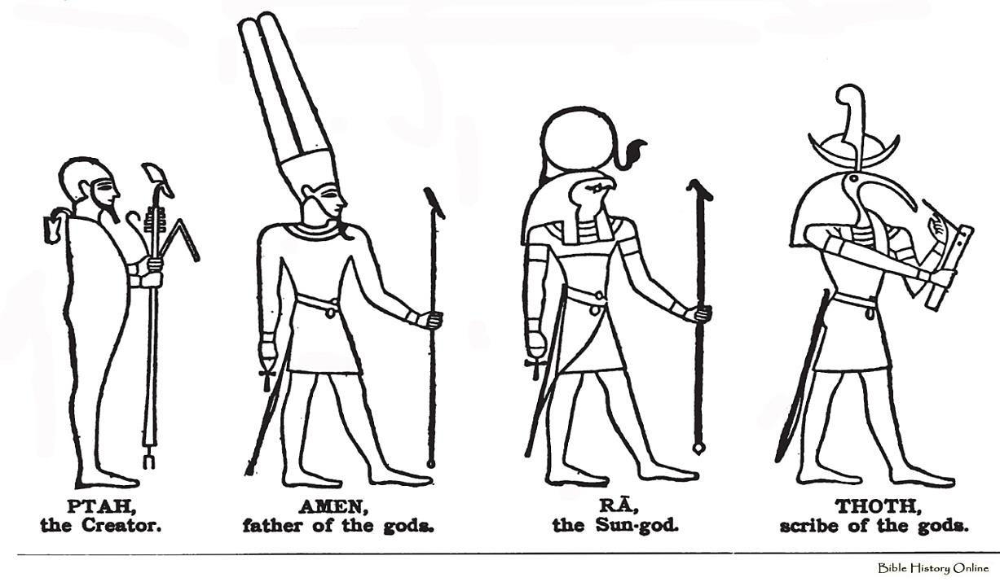 PTAH,
the Creator.
AMEN,
father of the gods.
RĀ,
the Sun-god.
THOTH,
scribe of the gods.
Bible History Online